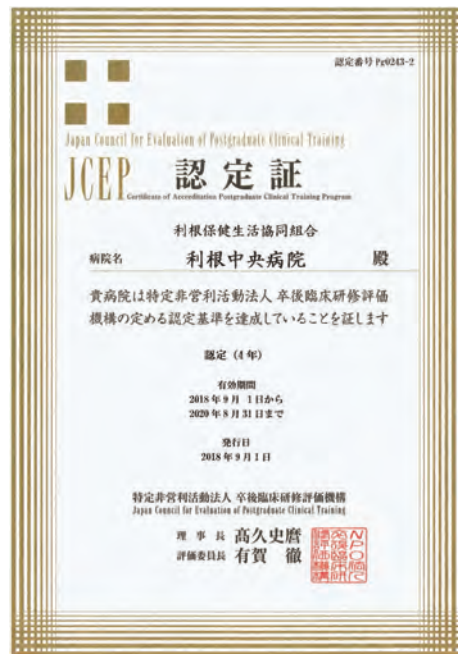 認定番号 Pg0243-2
Japan Council for Evaluation of Postgraduate Clinical Training
JCEP 認定証
Certificate of Accreditation Postgraduate Clinical Training Program
利根保健生活協同組合
病院名 利根中央病院 殿
貴病院は特定非営利活動法人 卒後臨床研修評価
機構の定める認定基準を達成していることを証します
認定 (4年)
有効期間
2018年9月 1日から
2020年8月31日まで
発行日
2018年9月1日
特定非営利活動法人 卒後臨床研修評価機構
Japan Council for Evaluation of Postgraduate Clinical Training
理事長 髙久史麿
評価委員長 有賀 徹